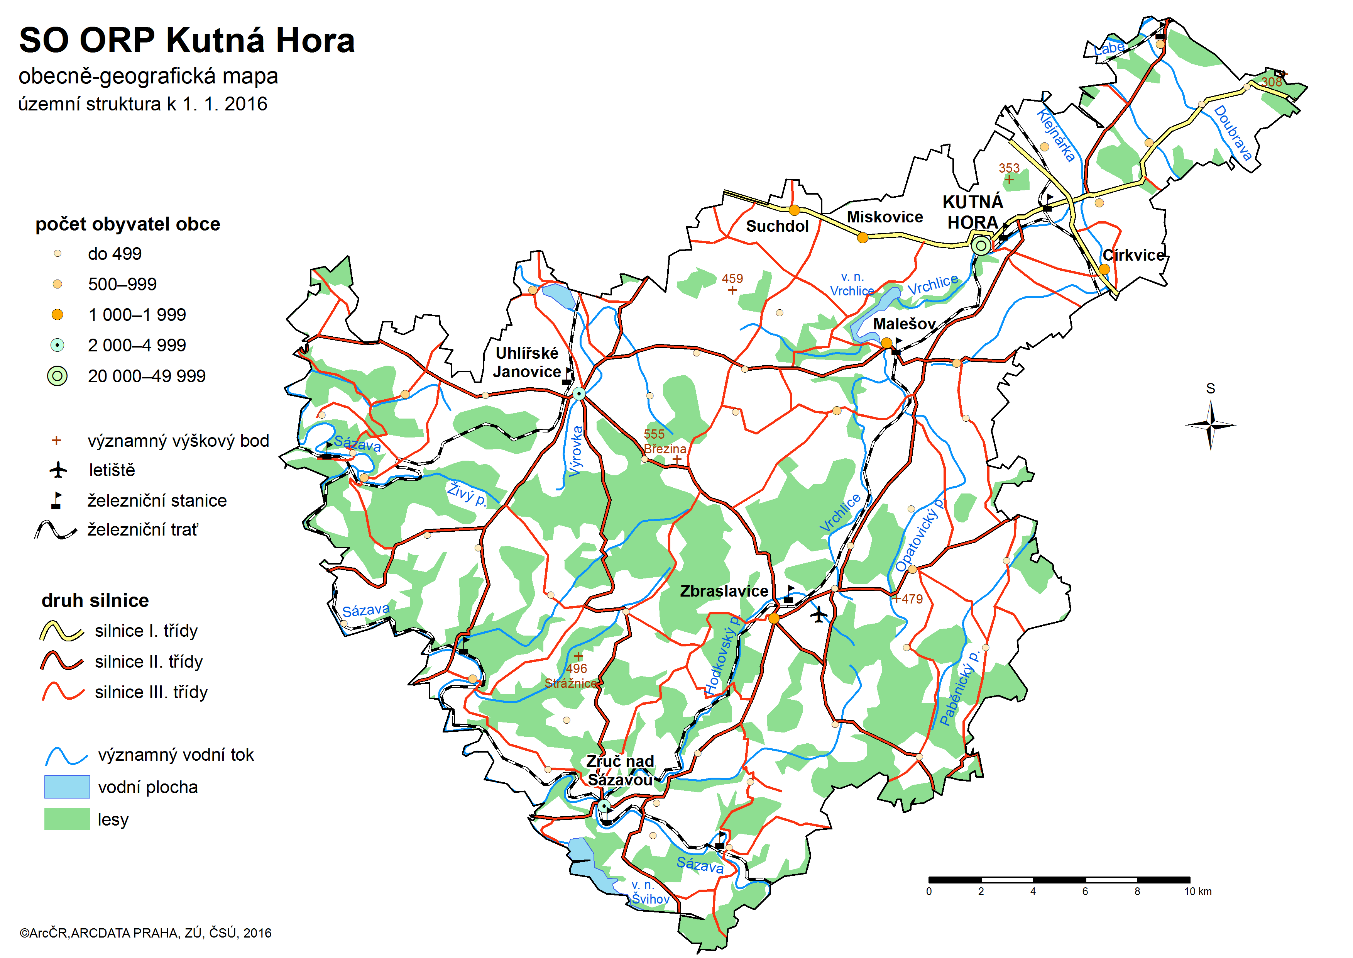 SO ORP Kutná Hora
obecně-geografická mapa
územní struktura k 1. 1. 2016
počet obyvatel obce
do 499
500–999
1 000–1 999
2 000–4 999
20 000–49 999
významný výškový bod
letiště
železniční stanice
železniční trať
druh silnice
silnice I. třídy
silnice II. třídy
silnice III. třídy
významný vodní tok
vodní plocha
lesy
©ArcČR,ARCDATA PRAHA, ZÚ, ČSÚ, 2016
Labe
308
Doubrava
Klejnárka
353
KUTNÁ
HORA
Miskovice
Suchdol
Církvice
459
v. n.
Vrchlice
Vrchlice
Malešov
Uhlířské
Janovice
Sázava
555
Březina
Výrovka
Živý p.
Vrchlice
Opatovický p.
Zbraslavice
479
Sázava
Hodkovský p.
496
Strážnice
Paběnický p.
Zruč nad
Sázavou
Sázava
v. n.
Švihov
S
0 2 4 6 8 10 km